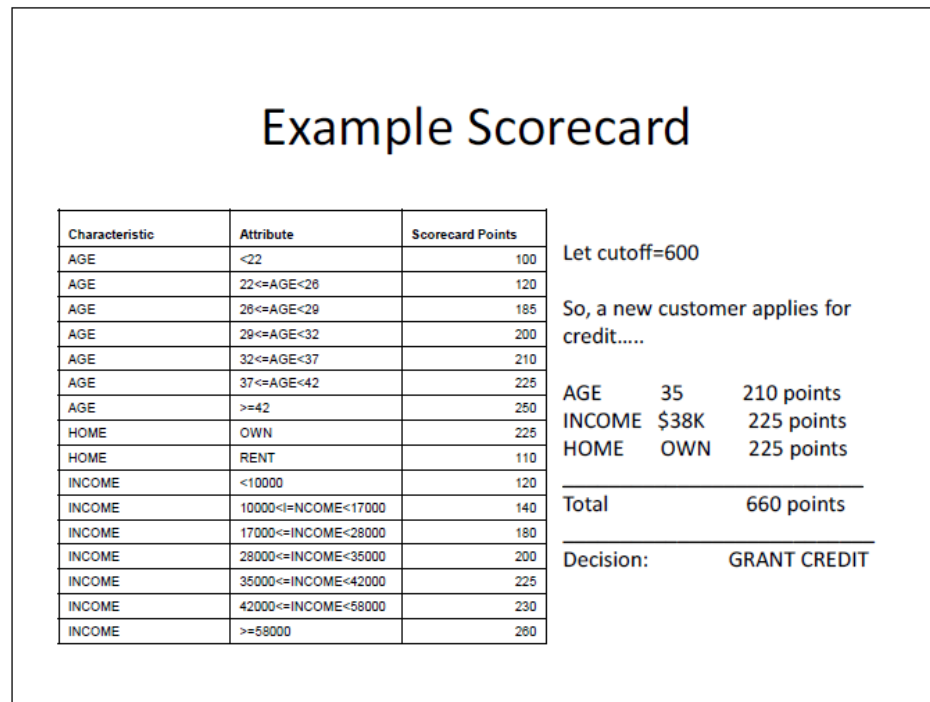 Example Scorecard
Characteristic Attribute Scorecard Points
AGE <22 100
AGE 22<=AGE<26 120
AGE 26<=AGE<29 185
AGE 29<=AGE<32 200
AGE 32<=AGE<37 210
AGE 37<=AGE<42 225
AGE >=42 250
HOME OWN 225
HOME RENT 110
INCOME <10000 120
INCOME 10000<I=NCOME<17000 140
INCOME 17000<=INCOME<28000 180
INCOME 28000<=INCOME<35000 200
INCOME 35000<=INCOME<42000 225
INCOME 42000<=INCOME<58000 230
INCOME >=58000 260
Let cutoff=600
So, a new customer applies for
credit.....
AGE 35 210 points
INCOME $38K 225 points
HOME OWN 225 points
Total 660 points
Decision: GRANT CREDIT